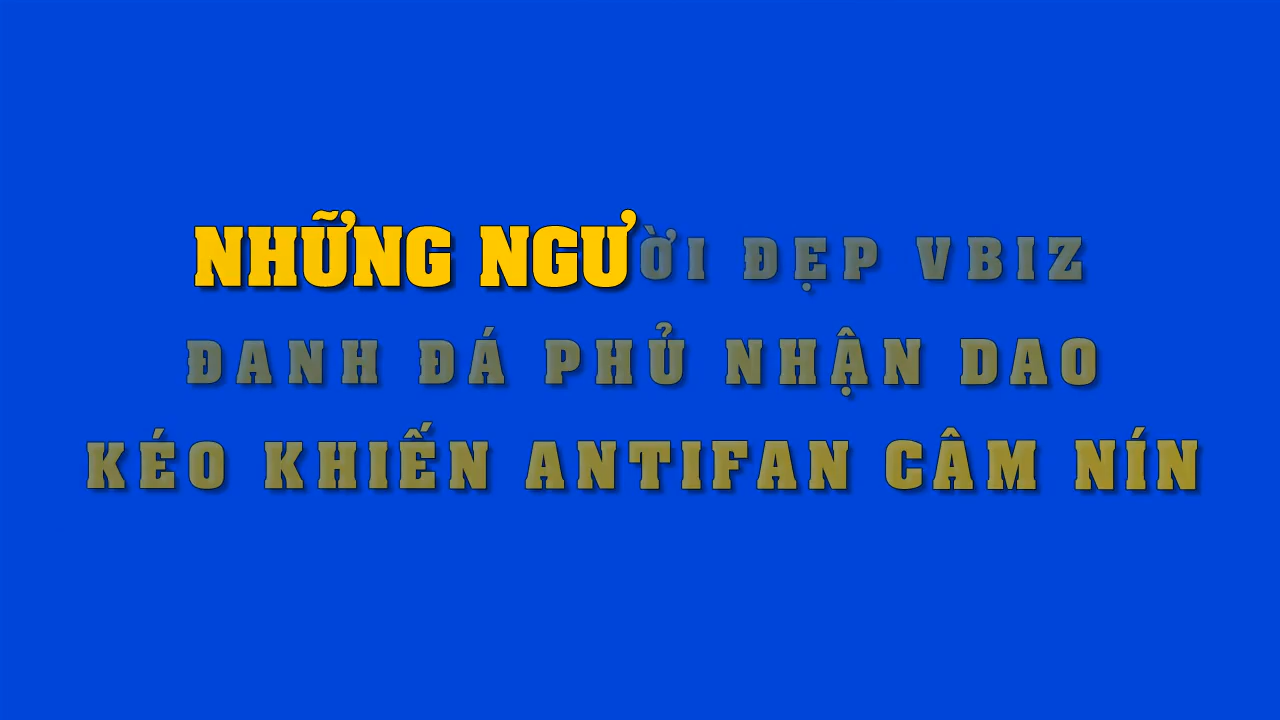 NHỮNG NGƯỜI ĐẸP VBIZ
ĐANH ĐÁ PHỦ NHẬN DAO
KÉO KHIẾN ANTIFAN CÂM NÍN